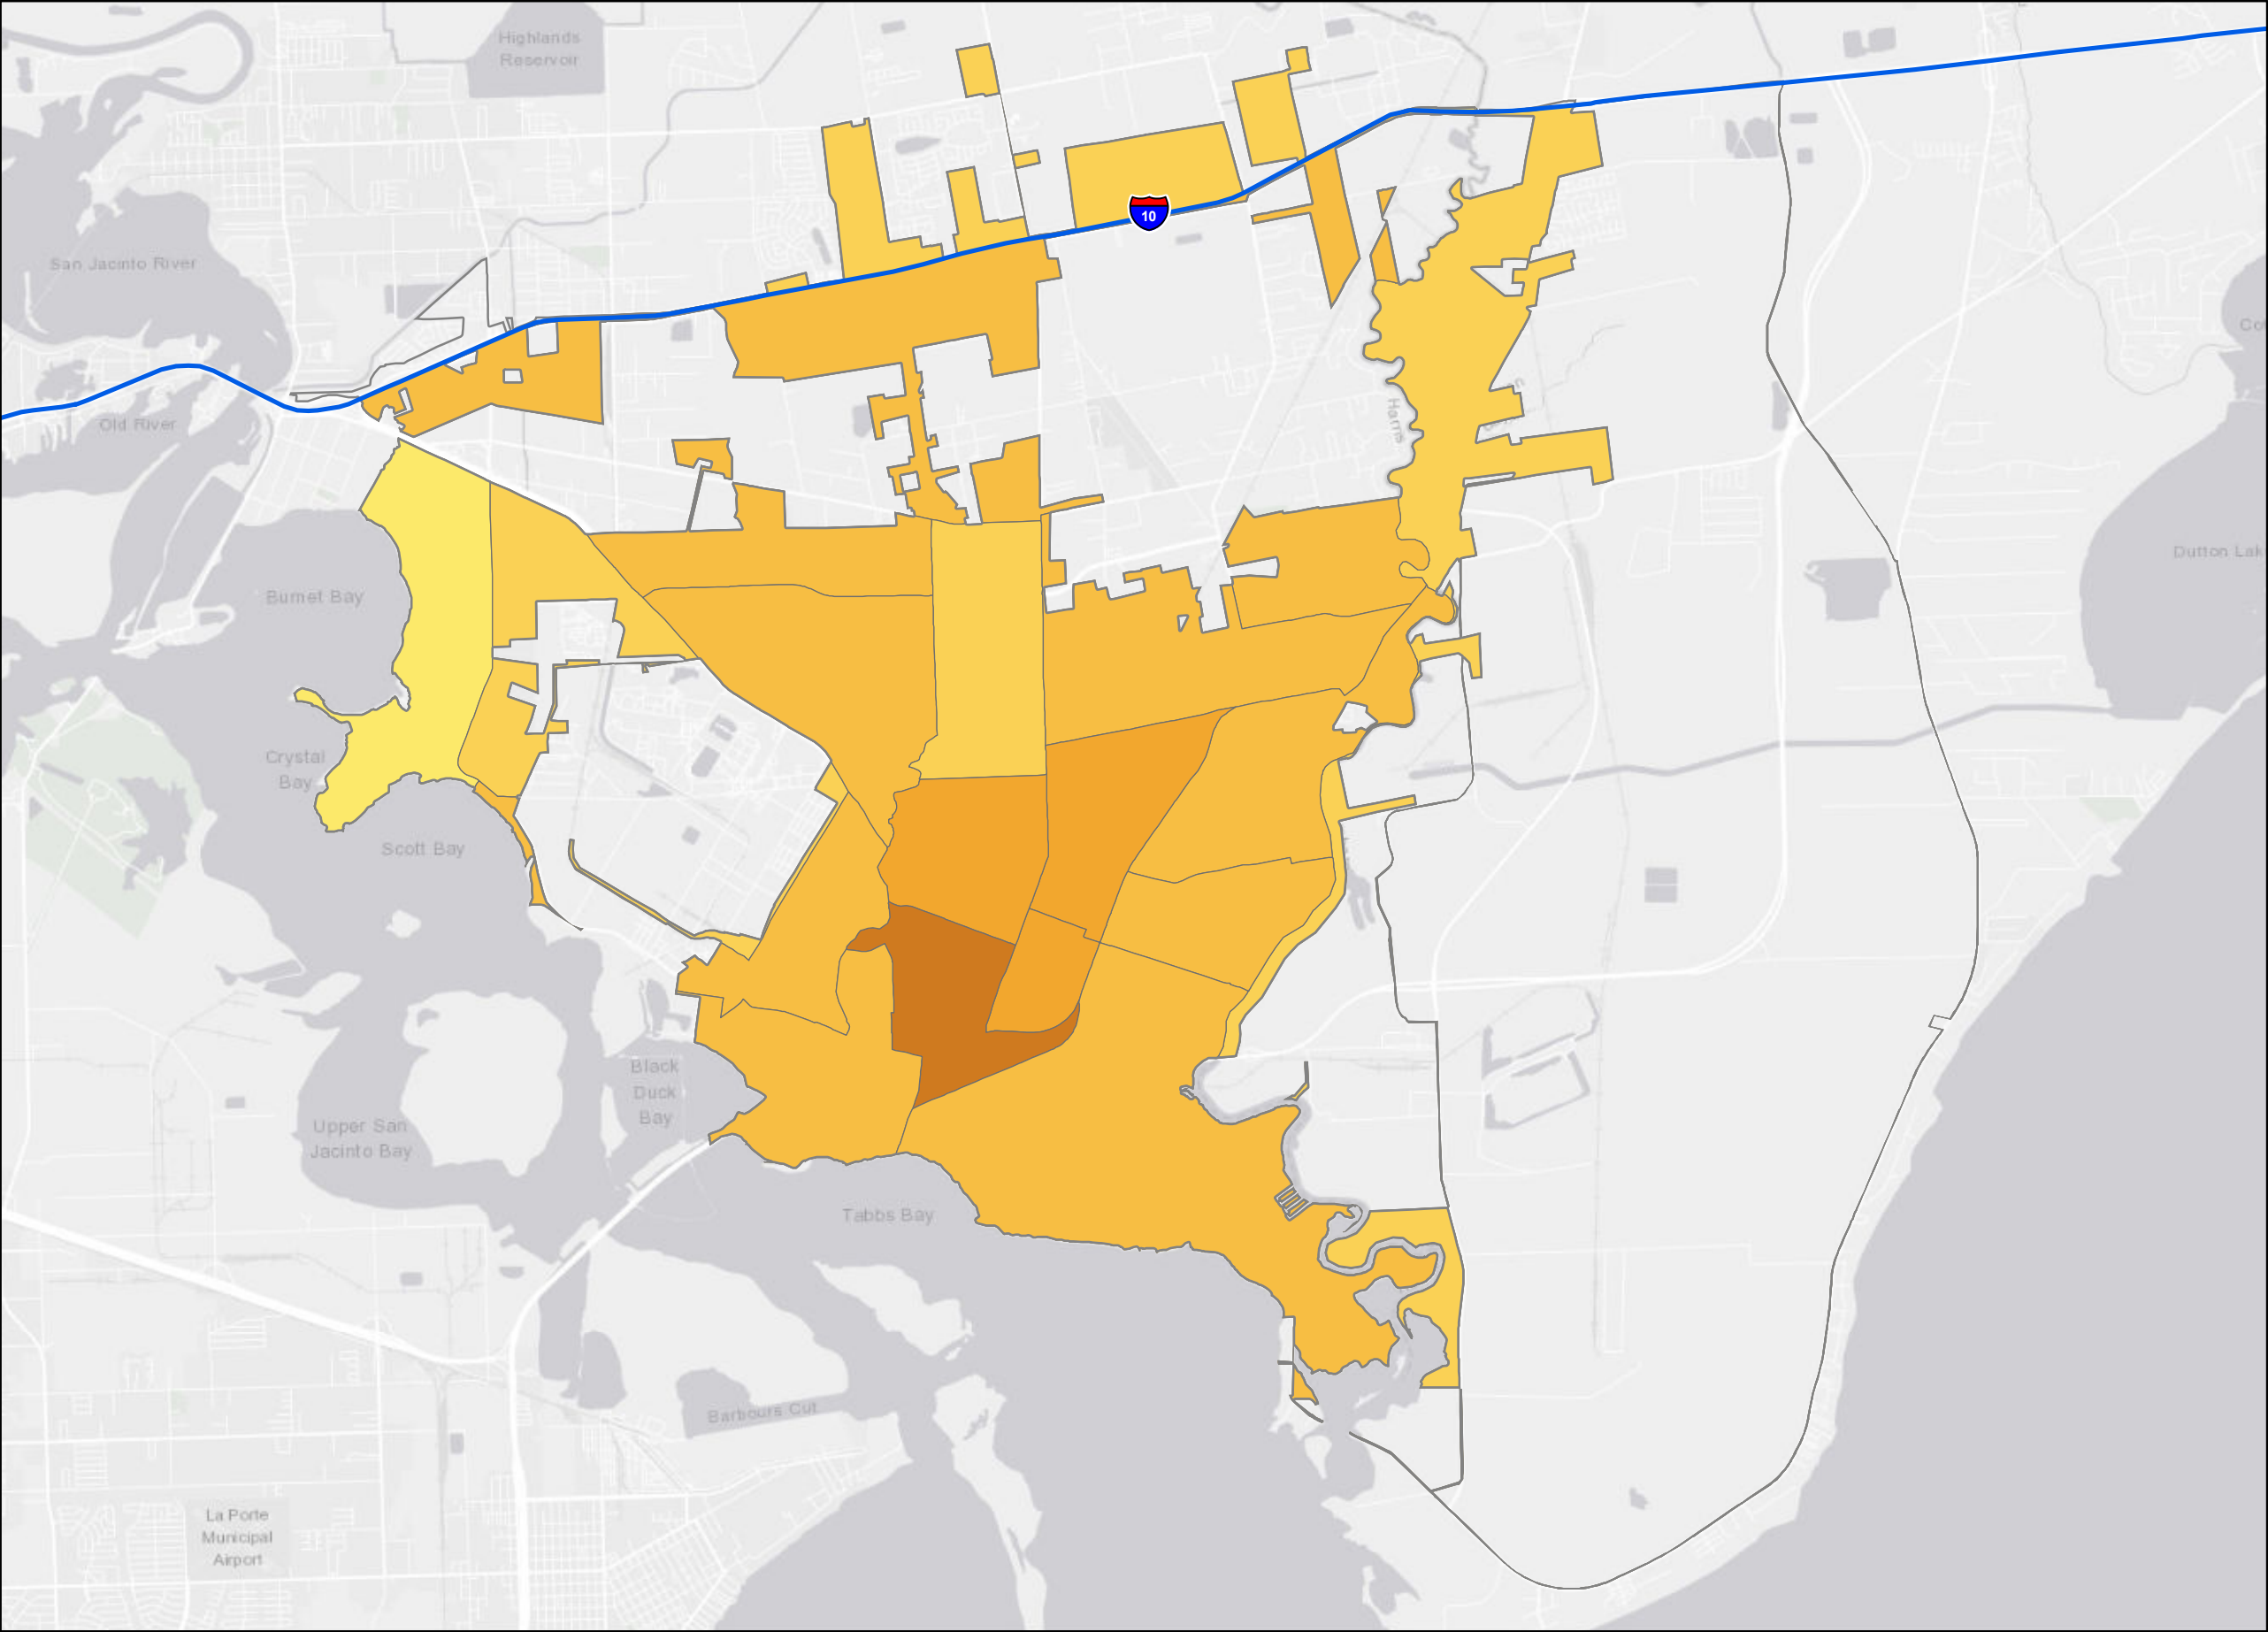 Highlands
Reservoir
10
San Jacinto River
Old River
Harris
Dutton Lak
Burnet Bay
Crystal
Bay
Scott Bay
Black
Duck
Bay
Upper San
Jacinto Bay
Tabbs Bay
Barbours Cut
La Porte
Municipal
Airport